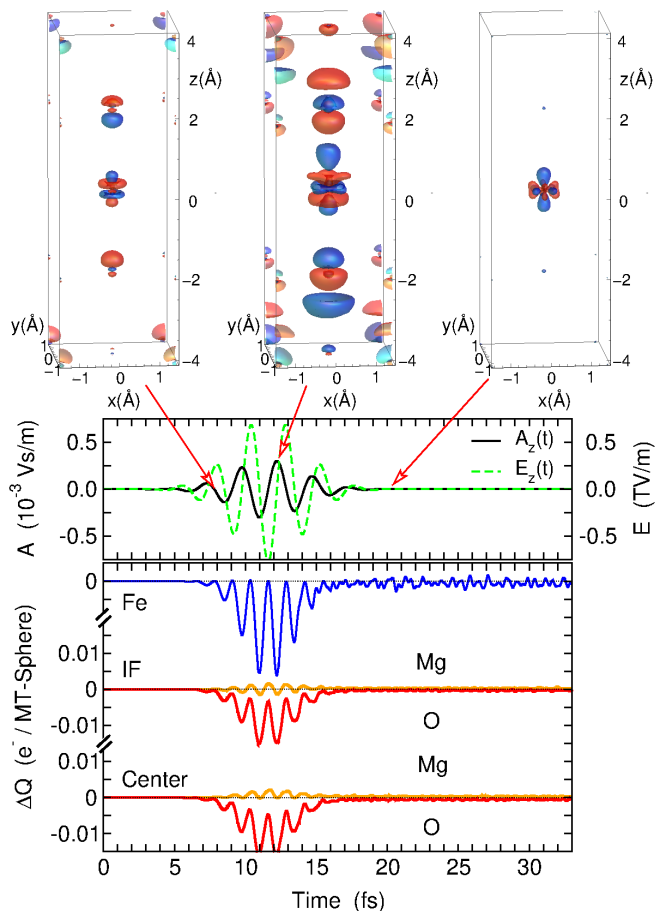 4
z(Å)
2
0
−2
−4
y(Å)
1
−1
−1 0 1
x(Å)
4
z(Å)
2
0
−2
−4
y(Å)
1
−1
−1 0 1
x(Å)
4
z(Å)
2
0
−2
−4
y(Å)
1
−1
−1 0 1
x(Å)
A (10⁻³ Vs/m)
0.5
0.0
-0.5
A_z(t)
E_z(t)
0.5
0.0
-0.5
E (TV/m)
ΔQ (e⁻ / MT-Sphere)
0
Fe
0.01
IF
Mg
0
-0.01
O
0.01
Mg
Center
0
-0.01
O
0 5 10 15 20 25 30
Time (fs)